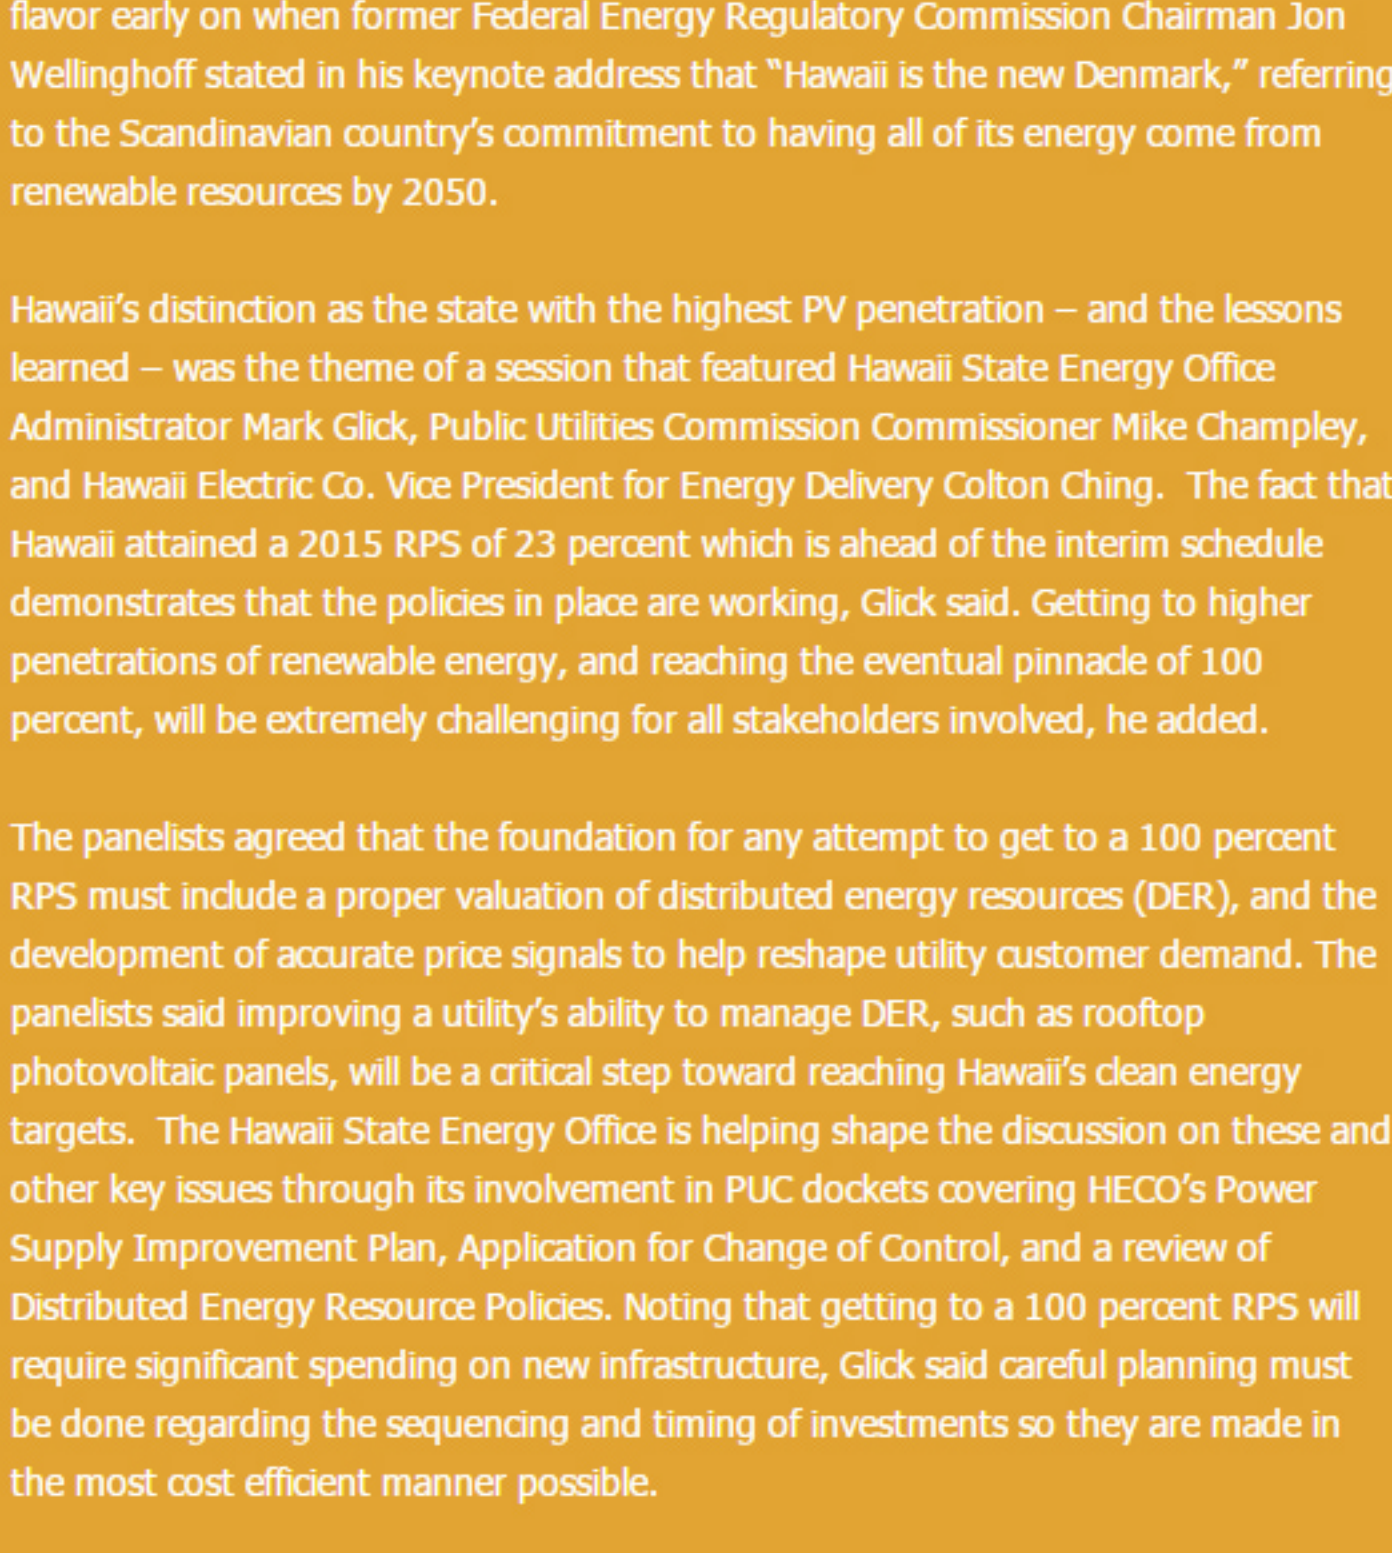 flavor early on when former Federal Energy Regulatory Commission Chairman Jon
Wellinghoff stated in his keynote address that “Hawaii is the new Denmark,” referring
to the Scandinavian country’s commitment to having all of its energy come from
renewable resources by 2050.
Hawaii’s distinction as the state with the highest PV penetration – and the lessons
learned – was the theme of a session that featured Hawaii State Energy Office
Administrator Mark Glick, Public Utilities Commission Commissioner Mike Champley,
and Hawaii Electric Co. Vice President for Energy Delivery Colton Ching.  The fact that
Hawaii attained a 2015 RPS of 23 percent which is ahead of the interim schedule
demonstrates that the policies in place are working, Glick said. Getting to higher
penetrations of renewable energy, and reaching the eventual pinnacle of 100
percent, will be extremely challenging for all stakeholders involved, he added.
The panelists agreed that the foundation for any attempt to get to a 100 percent
RPS must include a proper valuation of distributed energy resources (DER), and the
development of accurate price signals to help reshape utility customer demand. The
panelists said improving a utility’s ability to manage DER, such as rooftop
photovoltaic panels, will be a critical step toward reaching Hawaii’s clean energy
targets.  The Hawaii State Energy Office is helping shape the discussion on these and
other key issues through its involvement in PUC dockets covering HECO’s Power
Supply Improvement Plan, Application for Change of Control, and a review of
Distributed Energy Resource Policies. Noting that getting to a 100 percent RPS will
require significant spending on new infrastructure, Glick said careful planning must
be done regarding the sequencing and timing of investments so they are made in
the most cost efficient manner possible.